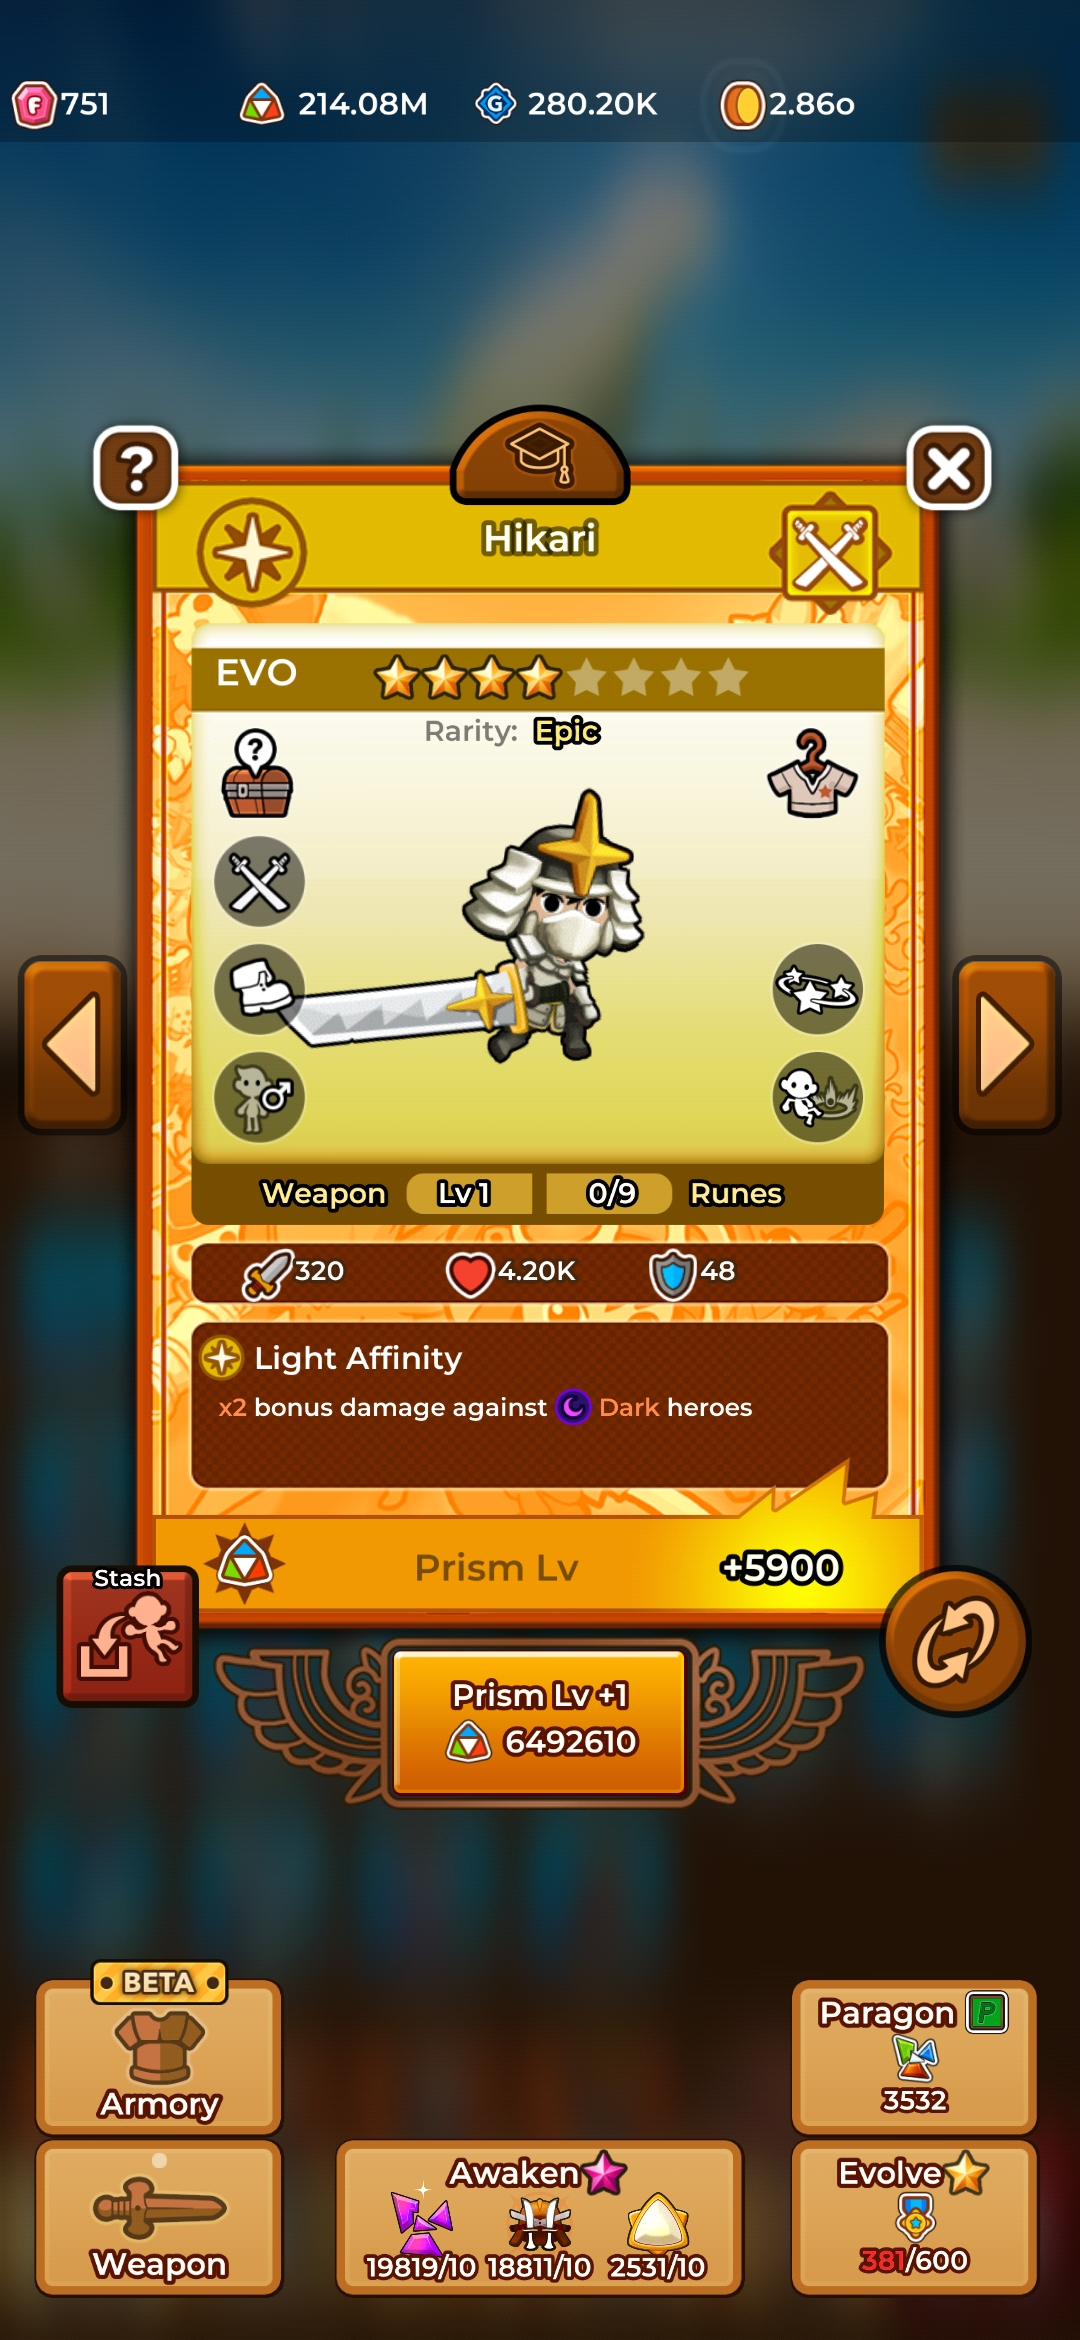 751 214.08M 280.20K 2.86o
Hikari
EVO
Rarity: Epic
Weapon Lv 1 0/9 Runes
320 4.20K 48
Light Affinity
x2 bonus damage against Dark heroes
Prism Lv +5900
Stash
Prism Lv +1
6492610
BETA
Armory
Paragon P
3532
Weapon
Awaken
19819/10 18811/10 2531/10
Evolve
381/600